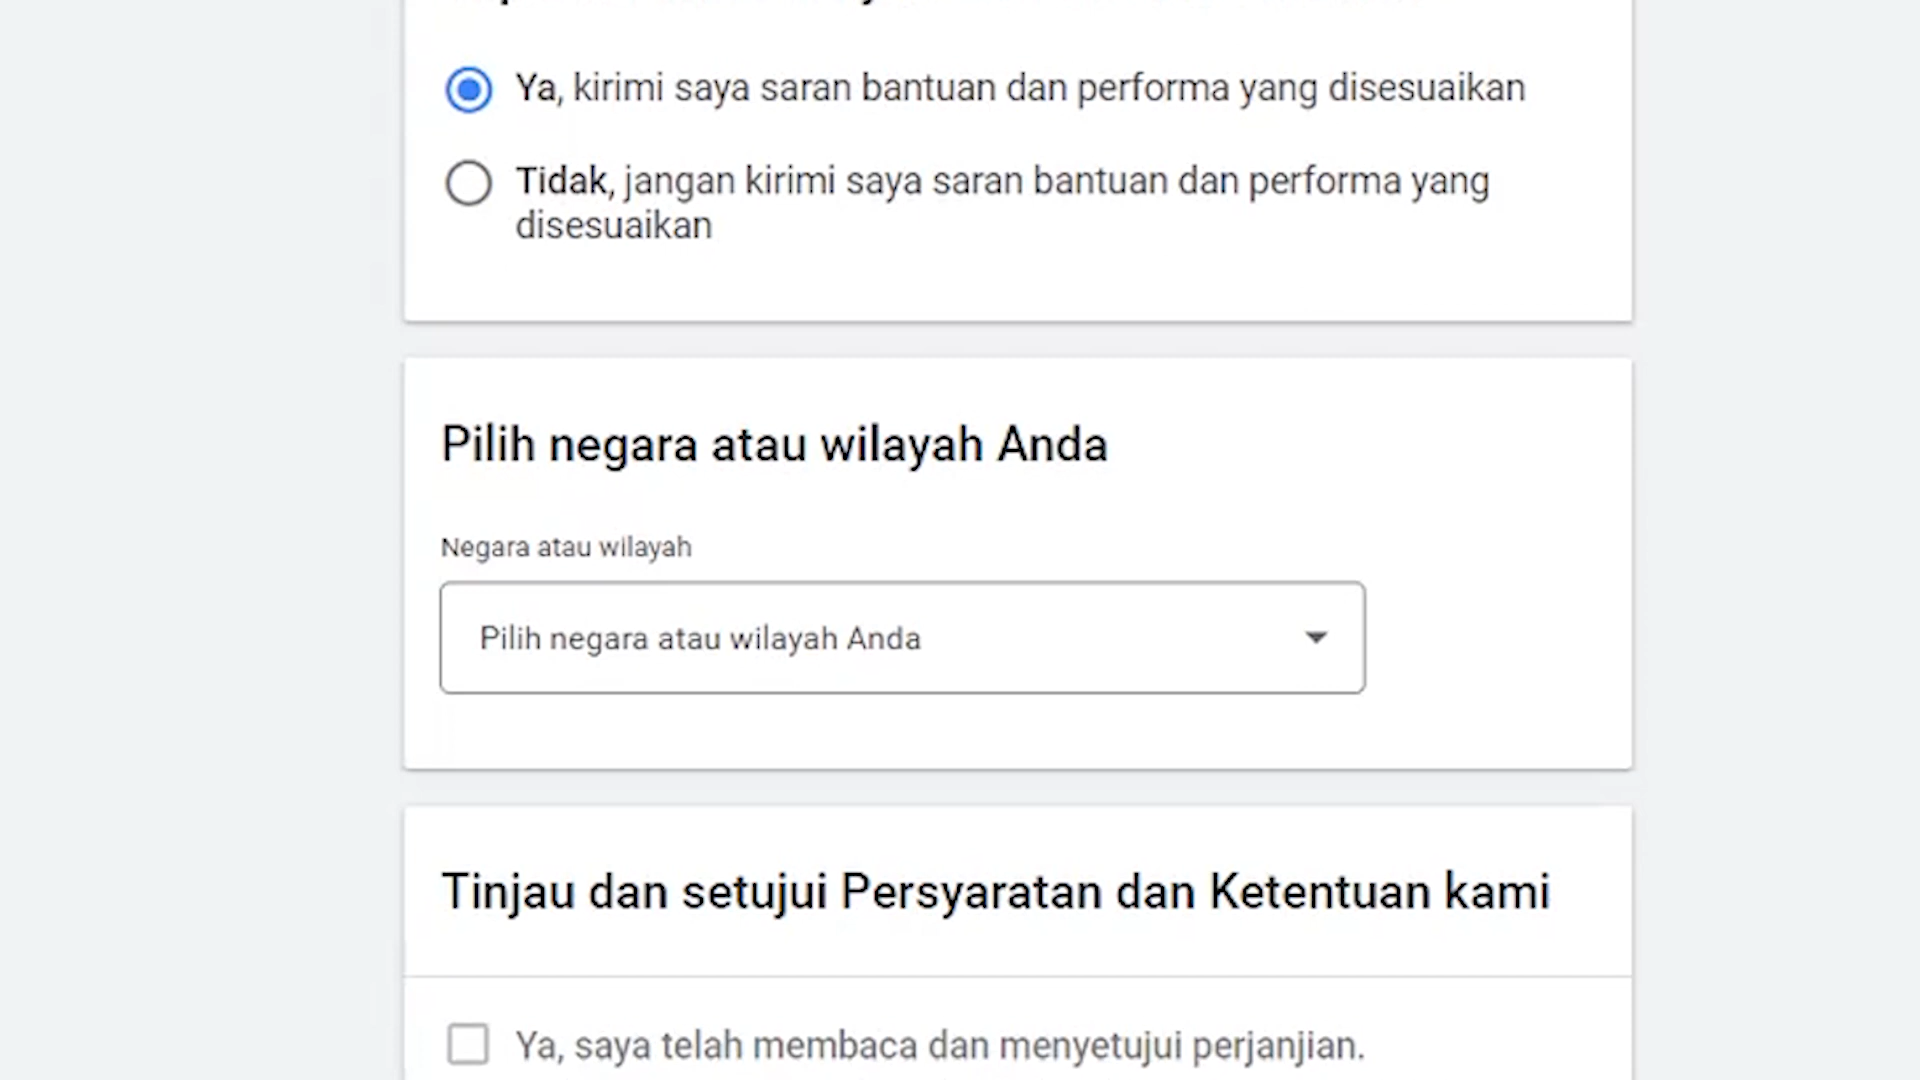 Ya, kirimi saya saran bantuan dan performa yang disesuaikan
Tidak, jangan kirimi saya saran bantuan dan performa yang
disesuaikan
Pilih negara atau wilayah Anda
Negara atau wilayah
Pilih negara atau wilayah Anda
Tinjau dan setujui Persyaratan dan Ketentuan kami
Ya, saya telah membaca dan menyetujui perjanjian.